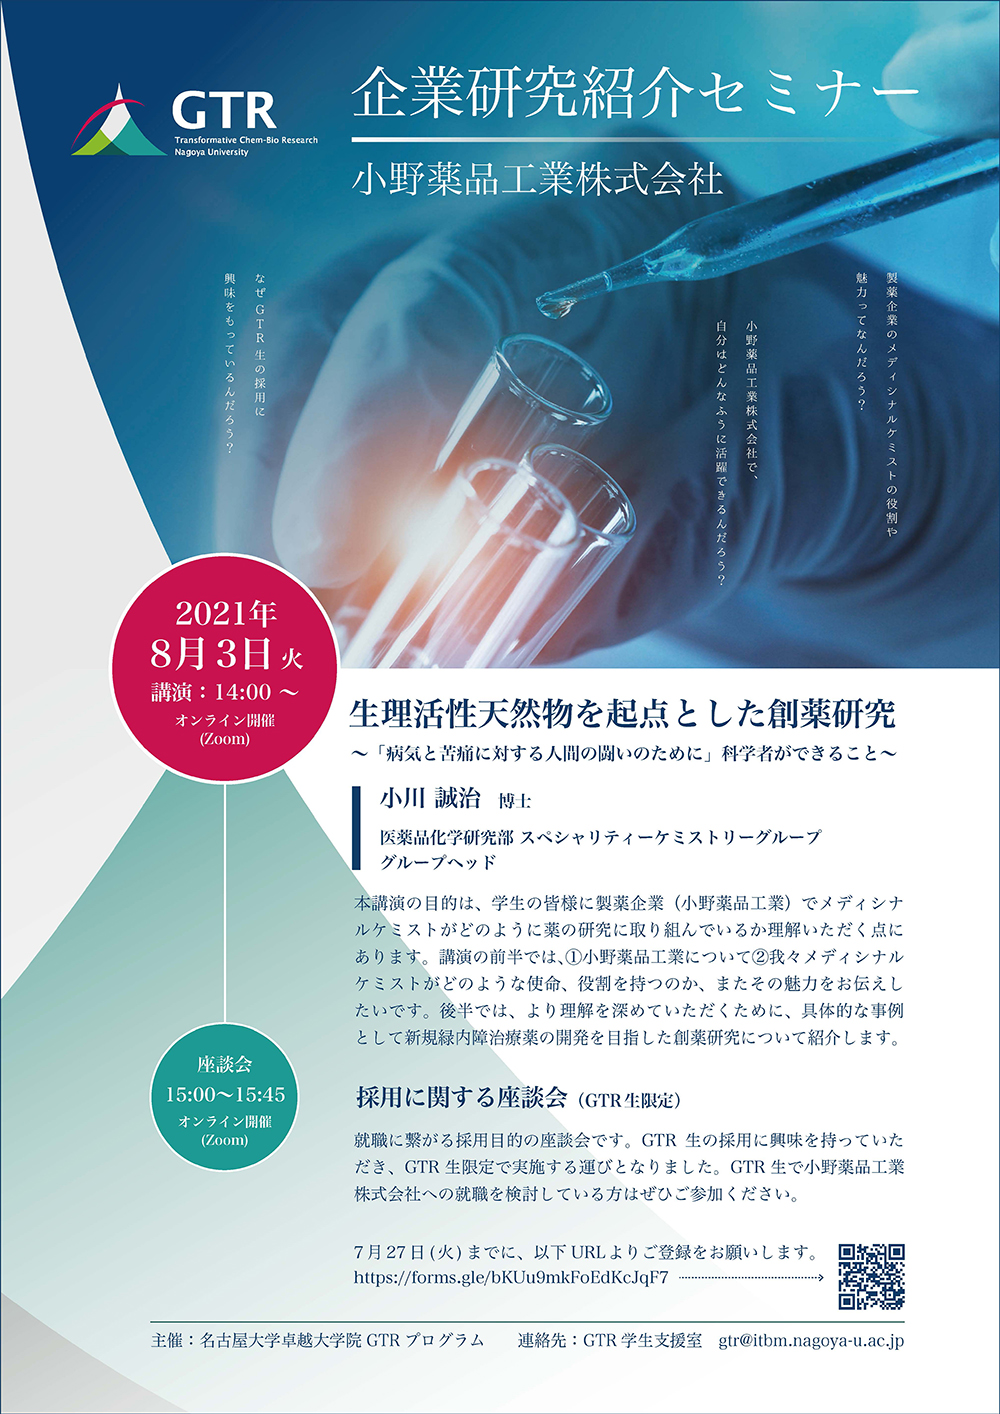 GTR
Transformative Chem-Bio Research
Nagoya University
企業研究紹介セミナー
小野薬品工業株式会社
製薬企業のメディシナルケミストの役割や
魅力ってなんだろう？
小野薬品工業株式会社で、
自分はどんなふうに活躍できるんだろう？
なぜGTR生の採用に
興味をもっているんだろう？
2021年
8月3日 火
講演：14:00 ～
オンライン開催
(Zoom)
生理活性天然物を起点とした創薬研究
～「病気と苦痛に対する人間の闘いのために」科学者ができること～
小川 誠治 博士
医薬品化学研究部 スペシャリティーケミストリーグループ
グループヘッド
本講演の目的は、学生の皆様に製薬企業（小野薬品工業）でメディシナ
ルケミストがどのように薬の研究に取り組んでいるか理解いただく点に
あります。講演の前半では、①小野薬品工業について②我々メディシナル
ケミストがどのような使命、役割を持つのか、またその魅力をお伝えし
たいです。後半では、より理解を深めていただくために、具体的な事例
として新規緑内障治療薬の開発を目指した創薬研究について紹介します。
座談会
15:00～15:45
オンライン開催
(Zoom)
採用に関する座談会（GTR生限定）
就職に繋がる採用目的の座談会です。GTR 生の採用に興味を持っていた
だき、GTR 生限定で実施する運びとなりました。GTR 生で小野薬品工業
株式会社への就職を検討している方はぜひご参加ください。
7月27日(火)までに、以下URLよりご登録をお願いします。
https://forms.gle/bKUu9mkFoEdKcJqF7
主催：名古屋大学卓越大学院 GTR プログラム 連絡先：GTR 学生支援室 gtr@itbm.nagoya-u.ac.jp